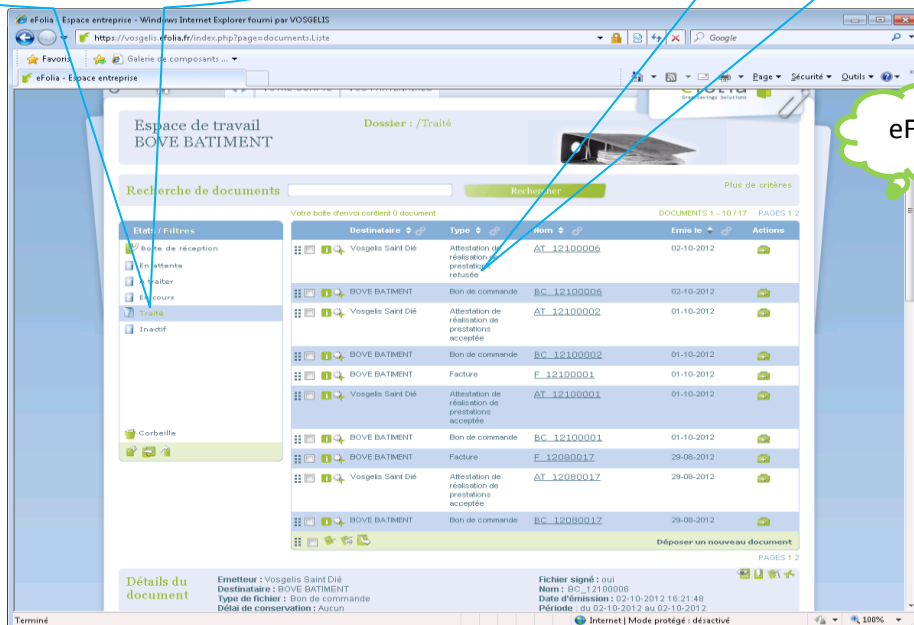 eFolia - Espace entreprise - Windows Internet Explorer fourni par VOSGELIS
https://vosgelis.efolia.fr/index.php?page=documents.Liste
Google
Favoris
Galerie de composants ...
eFolia - Espace entreprise
Page Sécurité Outils
GreenSavings Solutions
Espace de travail
BOVE BATIMENT
Dossier : /Traité
eF
Recherche de documents
Rechercher
Plus de critères
Votre boite d'envoi contient 0 document
DOCUMENTS 1 - 10 / 17 PAGES 1 2
Etats / Filtres
Destinataire Type Nom Emis le Actions
Boite de réception
En attente
A traiter
En cours
Traité
Inactif
Corbeille
Vosgelis Saint Dié Attestation de réalisation de prestations refusée AT_12100006 02-10-2012
BOVE BATIMENT Bon de commande BC_12100006 02-10-2012
Vosgelis Saint Dié Attestation de réalisation de prestations acceptée AT_12100002 01-10-2012
BOVE BATIMENT Bon de commande BC_12100002 01-10-2012
BOVE BATIMENT Facture F_12100001 01-10-2012
Vosgelis Saint Dié Attestation de réalisation de prestations acceptée AT_12100001 01-10-2012
BOVE BATIMENT Bon de commande BC_12100001 01-10-2012
BOVE BATIMENT Facture F_12080017 29-08-2012
Vosgelis Saint Dié Attestation de réalisation de prestations acceptée AT_12080017 29-08-2012
BOVE BATIMENT Bon de commande BC_12080017 29-08-2012
Déposer un nouveau document
PAGES 1 2
Détails du
document
Emetteur : Vosgelis Saint Dié
Destinataire : BOVE BATIMENT
Type de fichier : Bon de commande
Délai de conservation : Aucun
Fichier signé : oui
Nom : BC_12100006
Date d'émission : 02-10-2012 16:21:48
Période : du 02-10-2012 au 02-10-2012
Terminé
Internet | Mode protégé : désactivé
100%